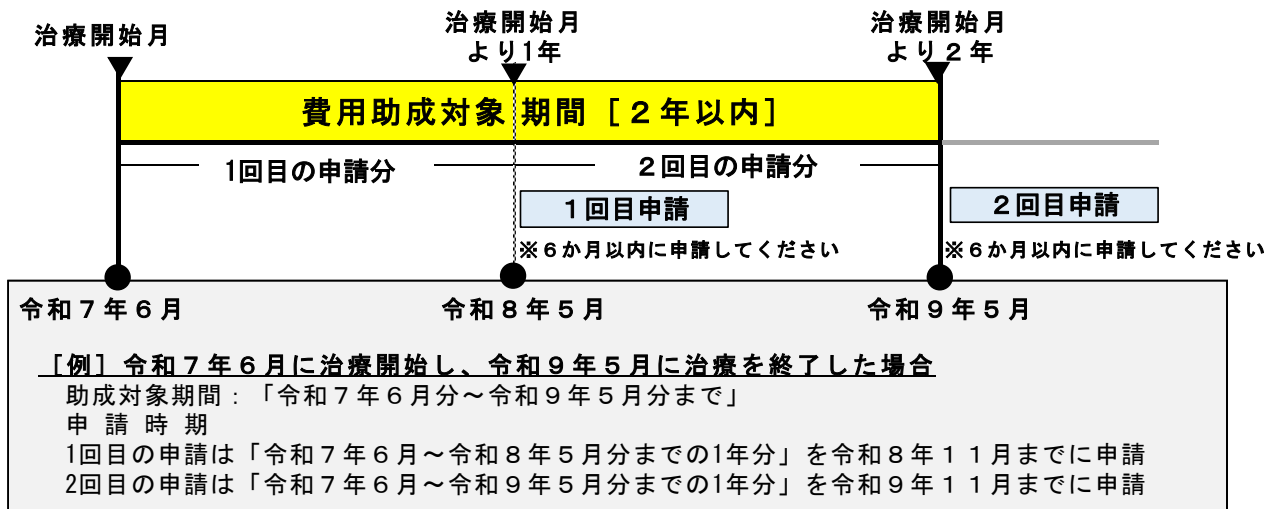 治療開始月
治療開始月
より1年
治療開始月
より２年
費用助成対象 期間［２年以内］
1回目の申請分
２回目の申請分
１回目申請
２回目申請
※６か月以内に申請してください
※６か月以内に申請してください
令和７年６月
令和８年５月
令和９年５月
［例］令和７年６月に治療開始し、令和９年５月に治療を終了した場合
助成対象期間：「令和７年６月分～令和９年５月分まで」
申 請 時 期
1回目の申請は「令和７年６月～令和８年５月分までの1年分」を令和８年１１月までに申請
2回目の申請は「令和７年６月～令和９年５月分までの1年分」を令和９年１１月までに申請